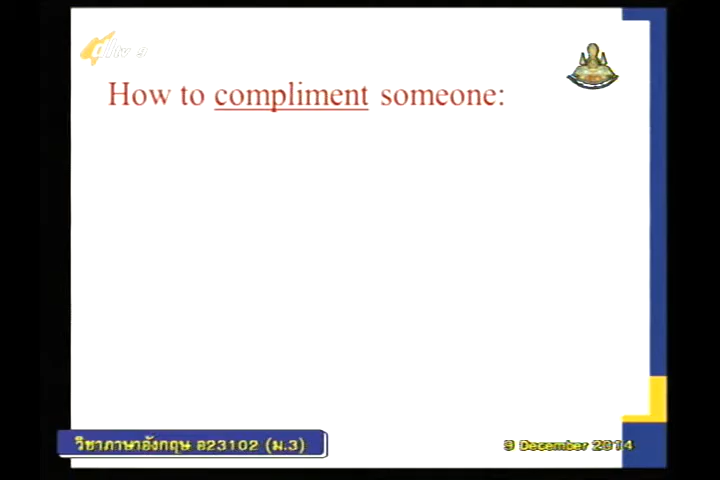 How to compliment someone:
วิชาภาษาอังกฤษ อ23102 (ม.3)
9 December 2014